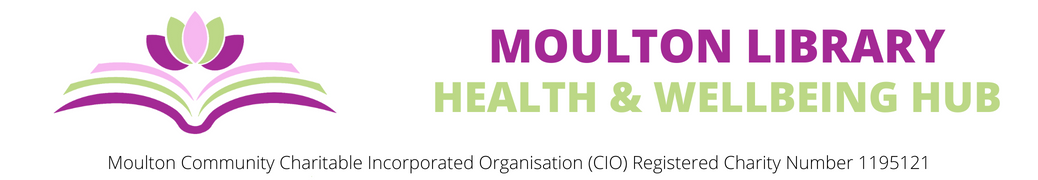 MOULTON LIBRARY
HEALTH & WELLBEING HUB
Moulton Community Charitable Incorporated Organisation (CIO) Registered Charity Number 1195121